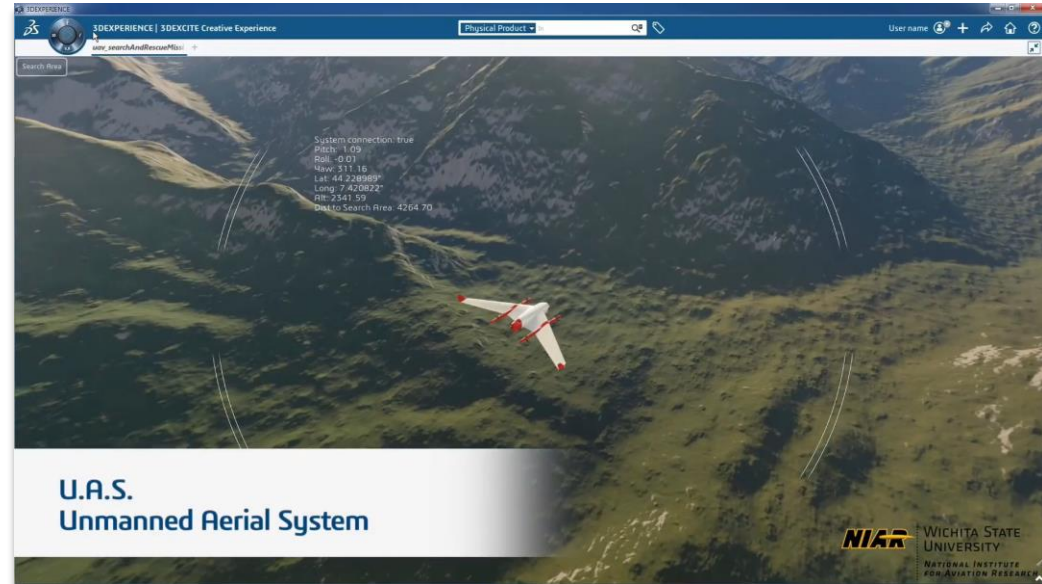 3DEXPERIENCE
3DEXPERIENCE | 3DEXCITE Creative Experience
Physical Product
User name
uav_searchAndRescueMissi
Search Area
System connection: true
Pitch: 1.09
Roll: -0.01
Yaw: 311.16
Lat: 44.228989°
Long: 7.420822°
Alt: 2341.59
Dist to Search Area: 4264.70
U.A.S.
Unmanned Aerial System
NIAR
WICHITA STATE
UNIVERSITY
NATIONAL INSTITUTE
FOR AVIATION RESEARCH